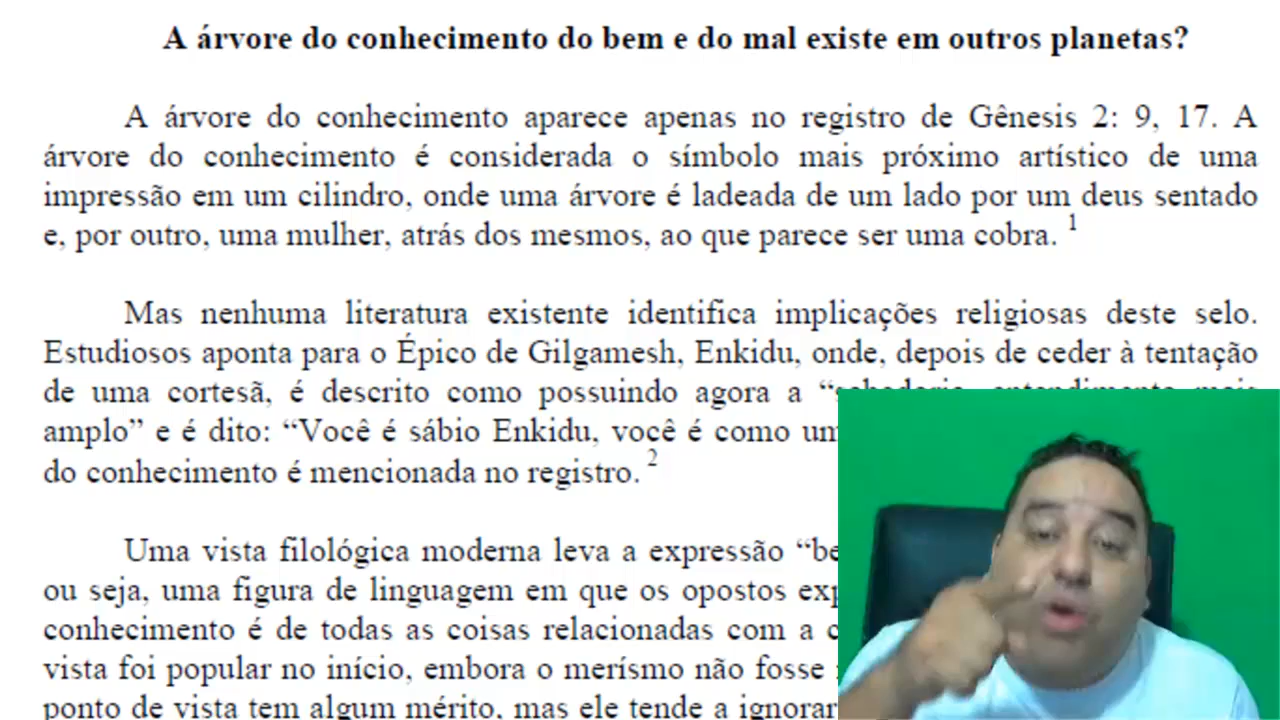 A árvore do conhecimento do bem e do mal existe em outros planetas?
A árvore do conhecimento aparece apenas no registro de Gênesis 2: 9, 17. A
árvore do conhecimento é considerada o símbolo mais próximo artístico de uma
impressão em um cilindro, onde uma árvore é ladeada de um lado por um deus sentado
e, por outro, uma mulher, atrás dos mesmos, ao que parece ser uma cobra. 1
Mas nenhuma literatura existente identifica implicações religiosas deste selo.
Estudiosos aponta para o Épico de Gilgamesh, Enkidu, onde, depois de ceder à tentação
de uma cortesã, é descrito como possuindo agora a
amplo” e é dito: “Você é sábio Enkidu, você é como
do conhecimento é mencionada no registro. 2
Uma vista filológica moderna leva a expressão
ou seja, uma figura de linguagem em que os opostos
conhecimento é de todas as coisas relacionadas com a
vista foi popular no início, embora o merísmo não fosse
ponto de vista tem algum mérito, mas ele tende a ignorar